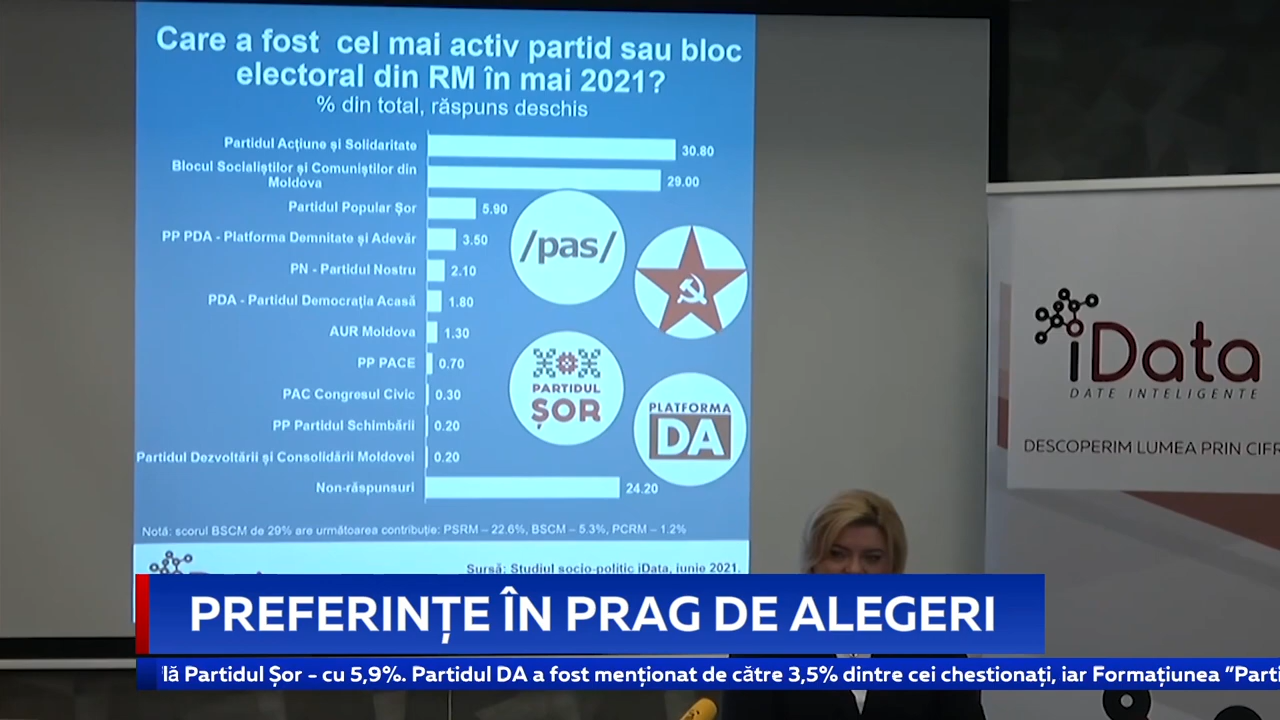 Care a fost cel mai activ partid sau bloc
electoral din RM în mai 2021?
% din total, răspuns deschis
Partidul Acțiune și Solidaritate
30.80
Blocul Socialiștilor și Comuniștilor din
Moldova
29.00
Partidul Popular Șor
5.90
PP PDA - Platforma Demnitate și Adevăr
3.50
PN - Partidul Nostru
2.10
PDA - Partidul Democrația Acasă
1.80
AUR Moldova
1.30
PP PACE
0.70
PAC Congresul Civic
0.30
PP Partidul Schimbării
0.20
Partidul Dezvoltării și Consolidării Moldovei
0.20
Non-răspunsuri
24.20
/pas/
PARTIDUL
ȘOR
PLATFORMA
DA
Notă: scorul BSCM de 29% are următoarea contribuție: PSRM – 22.6%, BSCM – 5.3%, PCRM – 1.2%
Sursă: Studiul socio-politic iData, iunie 2021.
iData
DATE INTELIGENTE
DESCOPERIM LUMEA PRIN CIFR
PREFERINȚE ÎN PRAG DE ALEGERI
lă Partidul Șor - cu 5,9%. Partidul DA a fost menționat de către 3,5% dintre cei chestionați, iar Formațiunea ”Parti